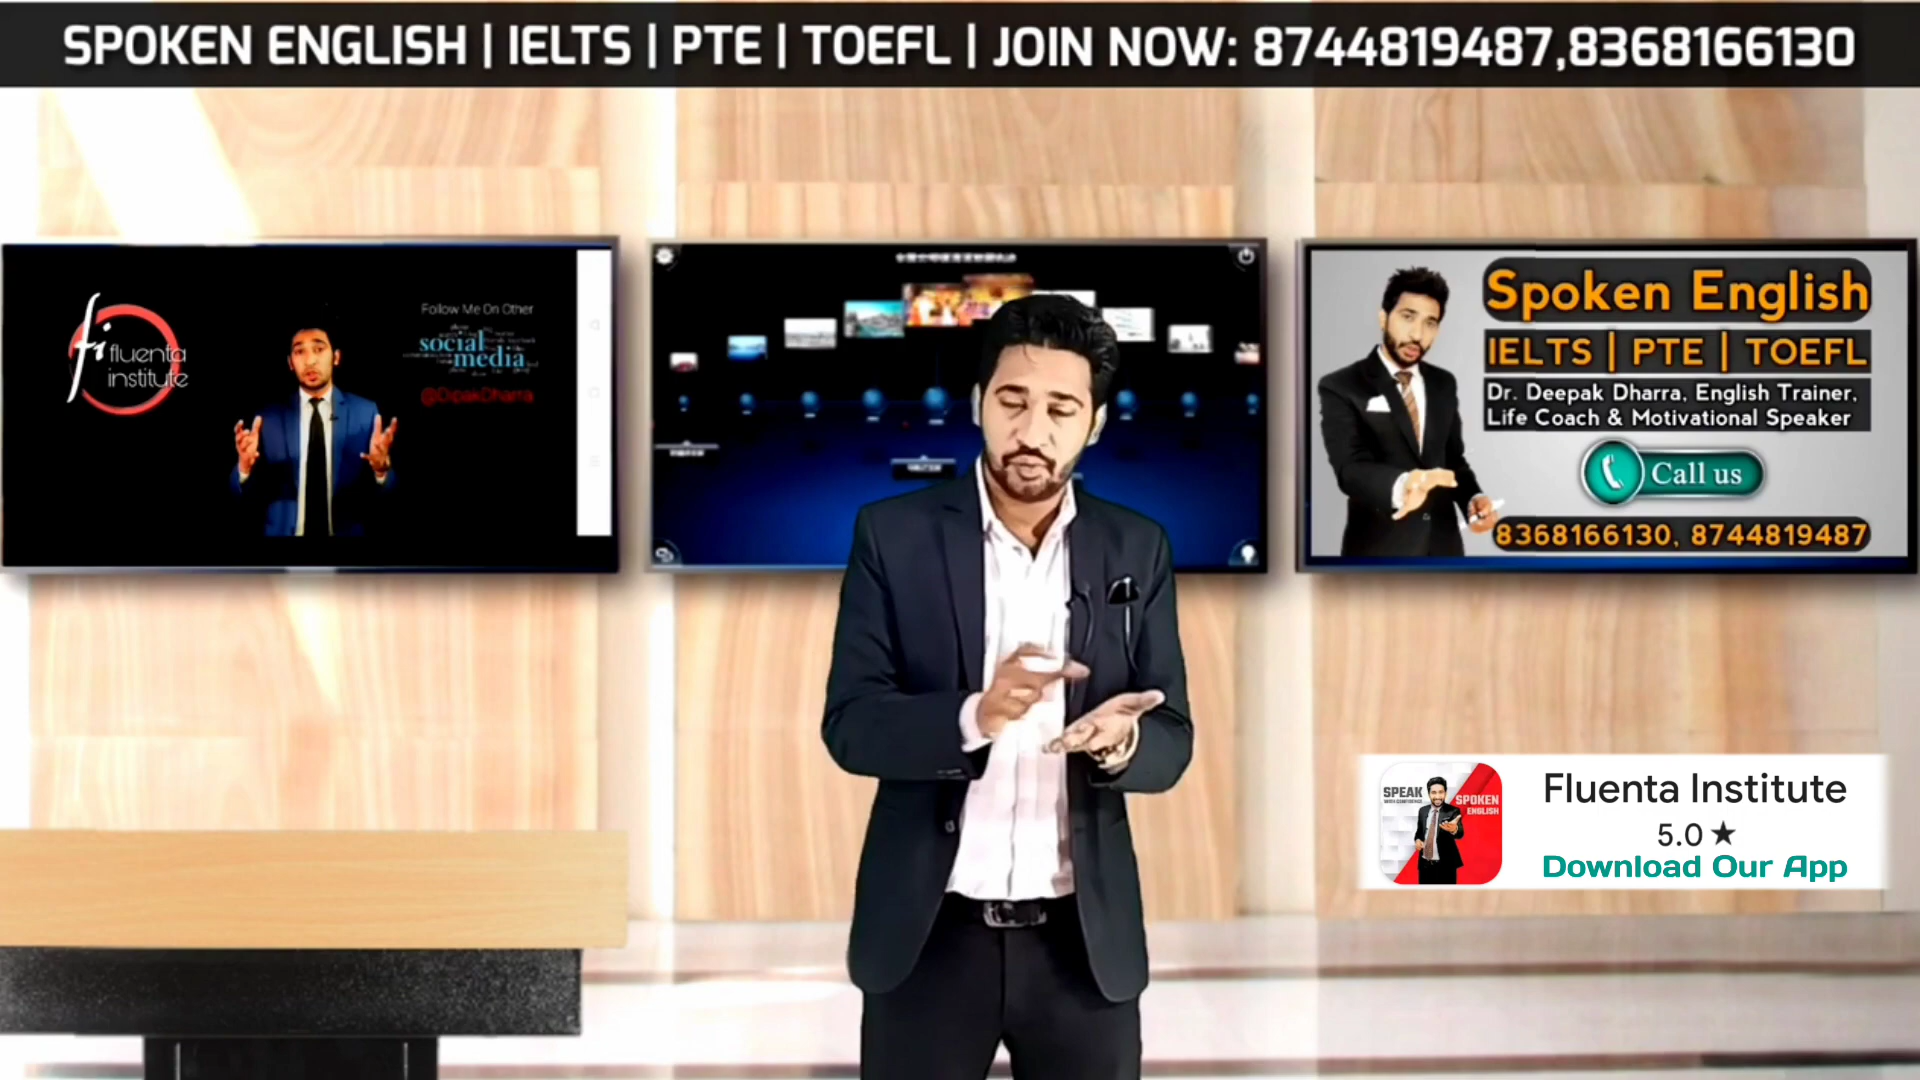 SPOKEN ENGLISH | IELTS | PTE | TOEFL | JOIN NOW: 8744819487,8368166130
fi fluenta
institute
Follow Me On Other
social
media
@DipakDharra
Spoken English
IELTS | PTE | TOEFL
Dr. Deepak Dharra, English Trainer,
Life Coach & Motivational Speaker
Call us
8368166130, 8744819487
SPEAK
SPOKEN
ENGLISH
Fluenta Institute
5.0 ★
Download Our App